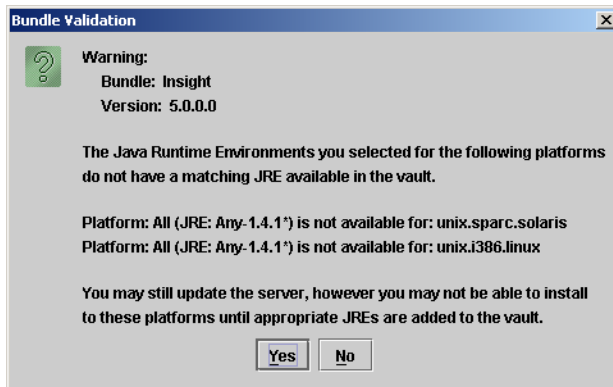 Bundle Validation
Warning:
Bundle: Insight
Version: 5.0.0.0
The Java Runtime Environments you selected for the following platforms
do not have a matching JRE available in the vault.
Platform: All (JRE: Any-1.4.1*) is not available for: unix.sparc.solaris
Platform: All (JRE: Any-1.4.1*) is not available for: unix.i386.linux
You may still update the server, however you may not be able to install
to these platforms until appropriate JREs are added to the vault.
Yes No